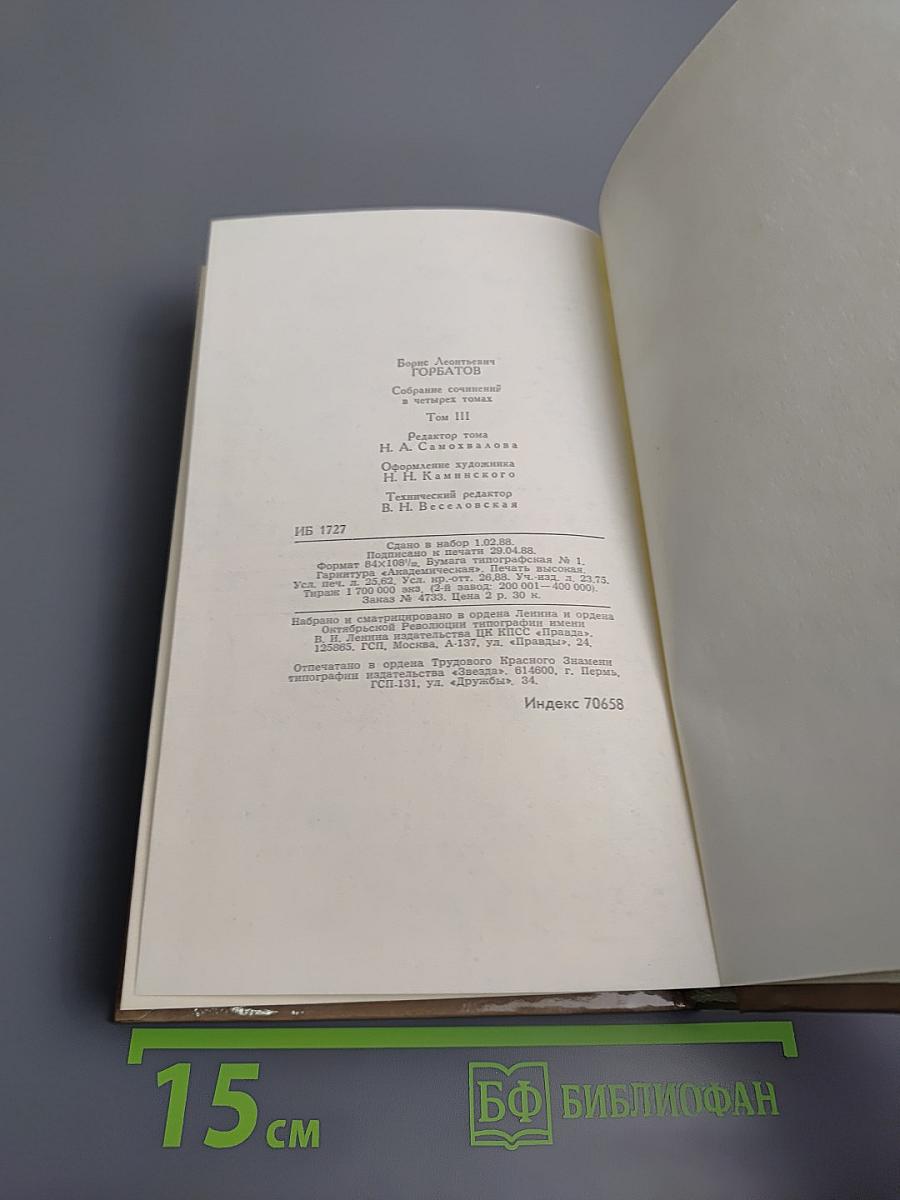 Борис Леонтьевич
ГОРБАТОВ
Собрание сочинений
в четырех томах
Том III
Редактор тома
Н. А. Самохвалова
Оформление художника
Н. Н. Каминского
Технический редактор
В. Н. Веселовская
ИБ 1727
Сдано в набор 1.02.88.
Подписано к печати 29.04.88.
Формат 84×108¹/₃₂. Бумага типографская № 1.
Гарнитура «Академическая». Печать высокая.
Усл. печ. л. 25,62. Усл. кр.-отт. 26,88. Уч.-изд. л. 23,75.
Тираж 1 700 000 экз. (2-й завод: 200 001—400 000).
Заказ № 4733. Цена 2 р. 30 к.
Набрано и сматрицировано в ордена Ленина и ордена
Октябрьской Революции типографии имени
В. И. Ленина издательства ЦК КПСС «Правда».
125865, ГСП, Москва, А-137, ул. «Правды», 24.
Отпечатано в ордена Трудового Красного Знамени
типографии издательства «Звезда». 614600, г. Пермь,
ГСП-131, ул. «Дружбы», 34.
Индекс 70658
15 см
БФ БИБЛИОФАН